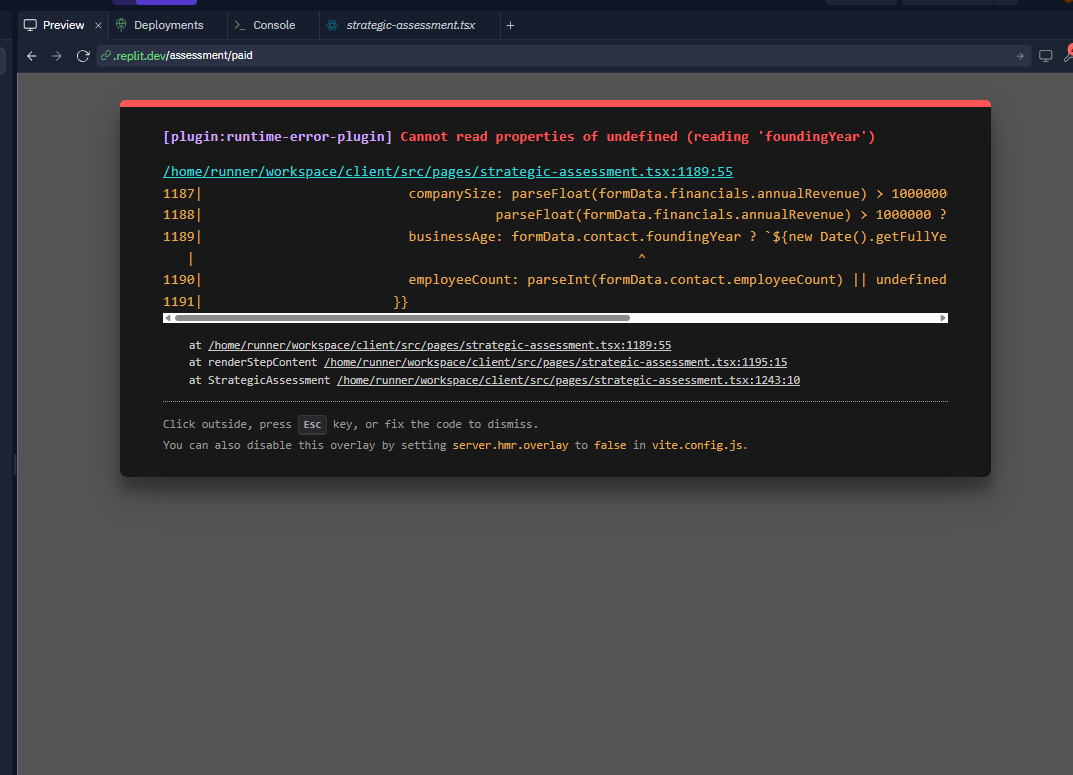 Preview × Deployments >_ Console strategic-assessment.tsx +
.replit.dev/assessment/paid
[plugin:runtime-error-plugin] Cannot read properties of undefined (reading 'foundingYear')
/home/runner/workspace/client/src/pages/strategic-assessment.tsx:1189:55
1187| companySize: parseFloat(formData.financials.annualRevenue) > 10000000
1188| parseFloat(formData.financials.annualRevenue) > 1000000 ?
1189| businessAge: formData.contact.foundingYear ? `${new Date().getFullYe
| ^
1190| employeeCount: parseInt(formData.contact.employeeCount) || undefined
1191| }}
at /home/runner/workspace/client/src/pages/strategic-assessment.tsx:1189:55
at renderStepContent /home/runner/workspace/client/src/pages/strategic-assessment.tsx:1195:15
at StrategicAssessment /home/runner/workspace/client/src/pages/strategic-assessment.tsx:1243:10
Click outside, press Esc key, or fix the code to dismiss.
You can also disable this overlay by setting server.hmr.overlay to false in vite.config.js.